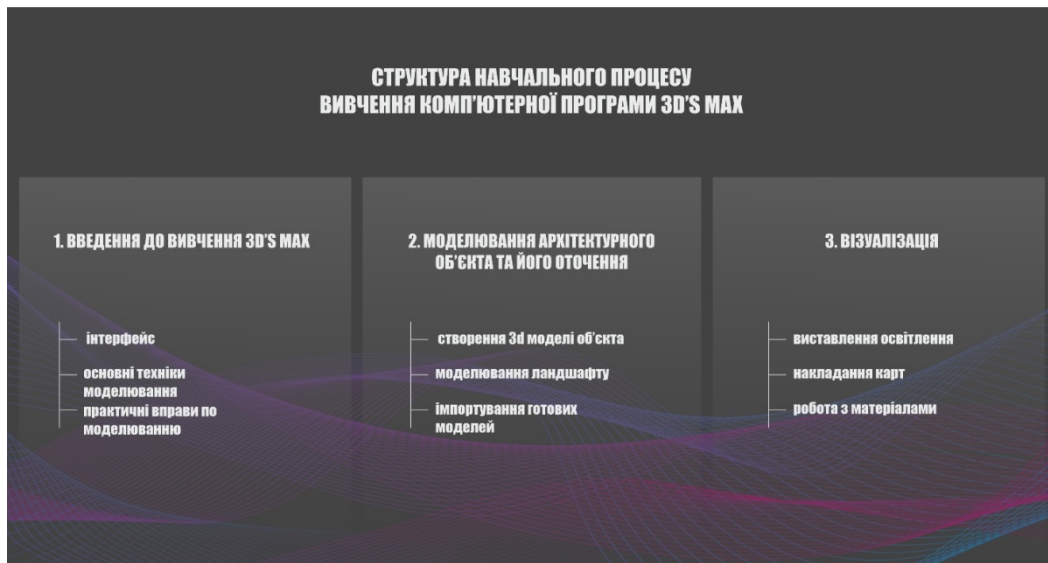 СТРУКТУРА НАВЧАЛЬНОГО ПРОЦЕСУ
ВИВЧЕННЯ КОМП'ЮТЕРНОЇ ПРОГРАМИ 3D'S MAX
1. ВВЕДЕННЯ ДО ВИВЧЕННЯ 3D'S MAX
інтерфейс
основні техніки
моделювання
практичні вправи по
моделюванню
2. МОДЕЛЮВАННЯ АРХІТЕКТУРНОГО
ОБ'ЄКТА ТА ЙОГО ОТОЧЕННЯ
створення 3d моделі об'єкта
моделювання ландшафту
імпортування готових
моделей
3. ВІЗУАЛІЗАЦІЯ
виставлення освітлення
накладання карт
робота з матеріалами